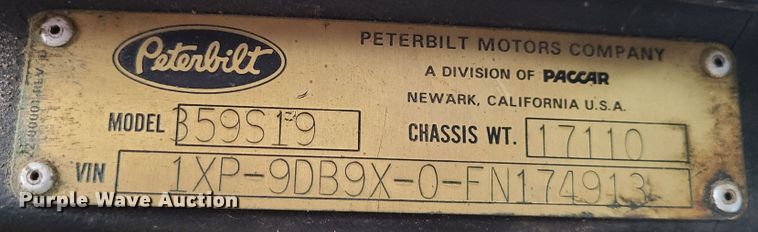 Peterbilt
PETERBILT MOTORS COMPANY
A DIVISION OF PACCAR
NEWARK, CALIFORNIA U.S.A.
MODEL 359S19 CHASSIS WT. 17110
VIN 1XP-9DB9X-0-FN174913
Purple Wave Auction